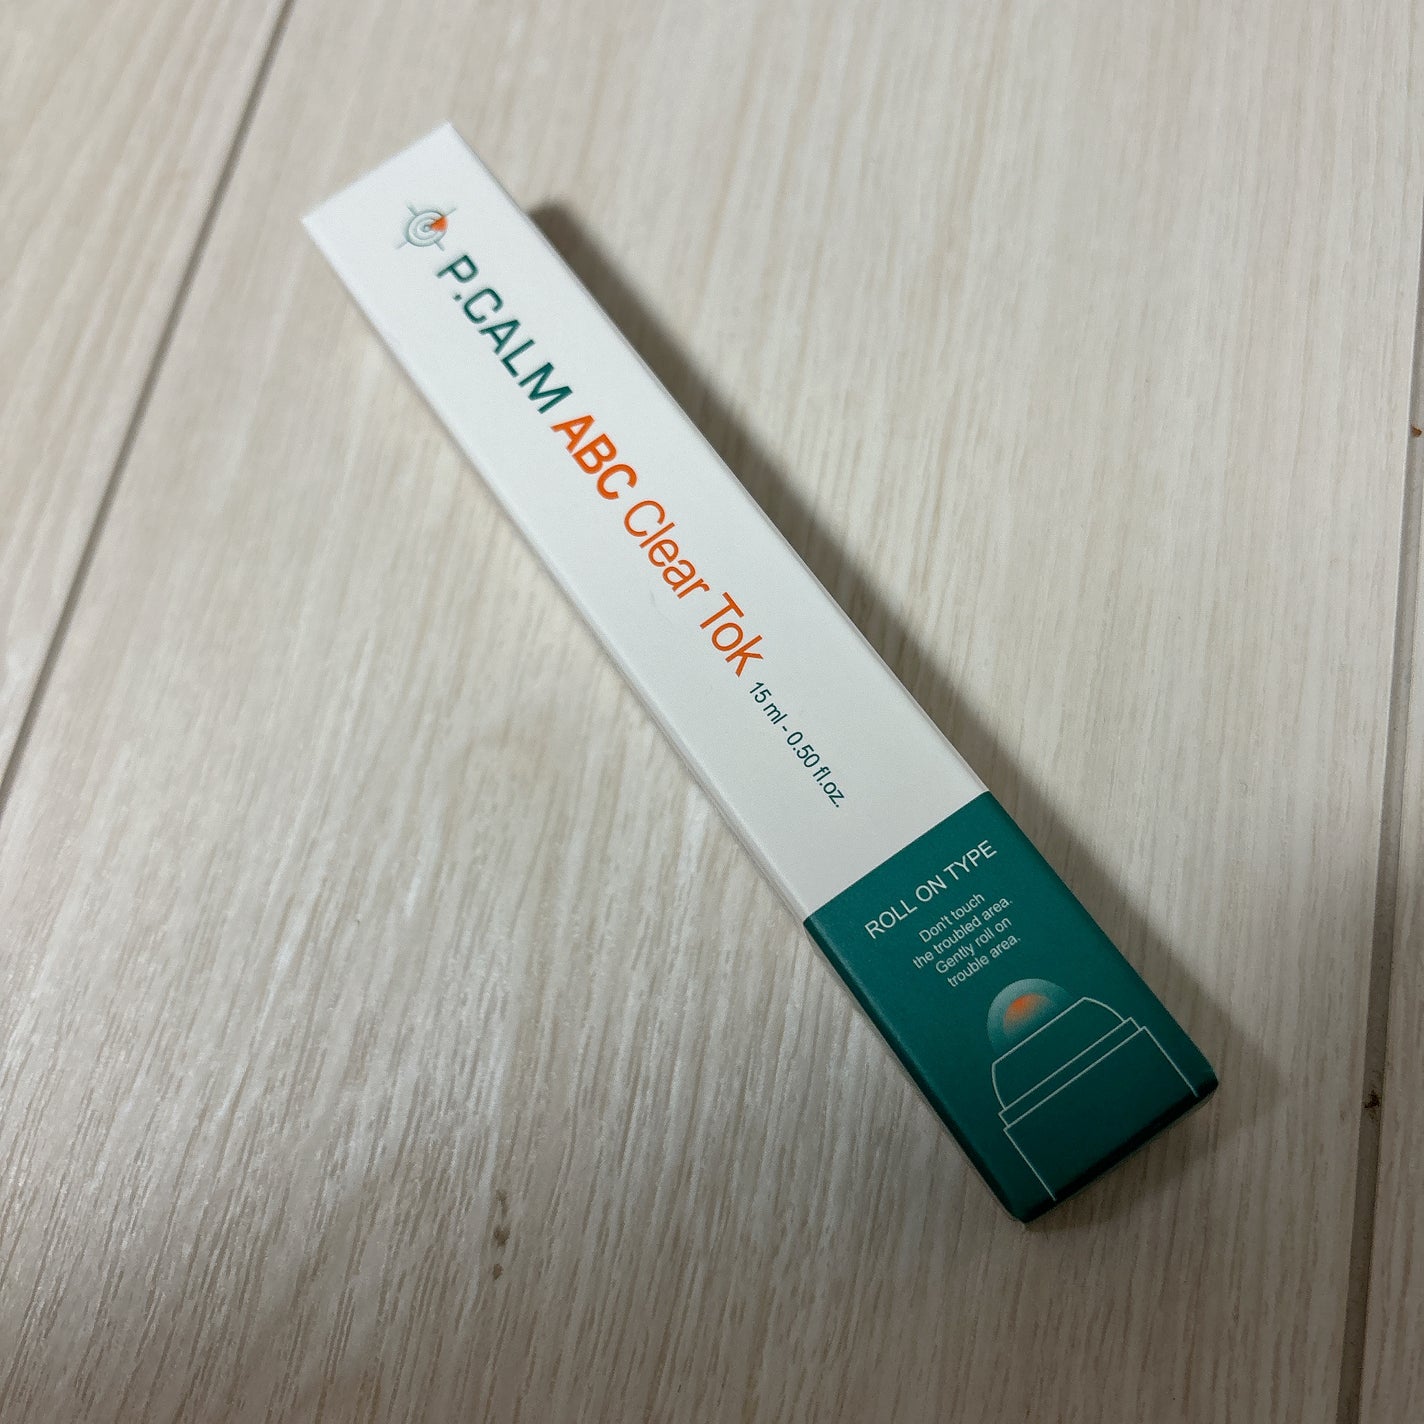 P.CALM ABC Clear Tok 15 ml - 0.50 fl.oz.
ROLL ON TYPE
Don't touch
the troubled area.
Gently roll on
trouble area.